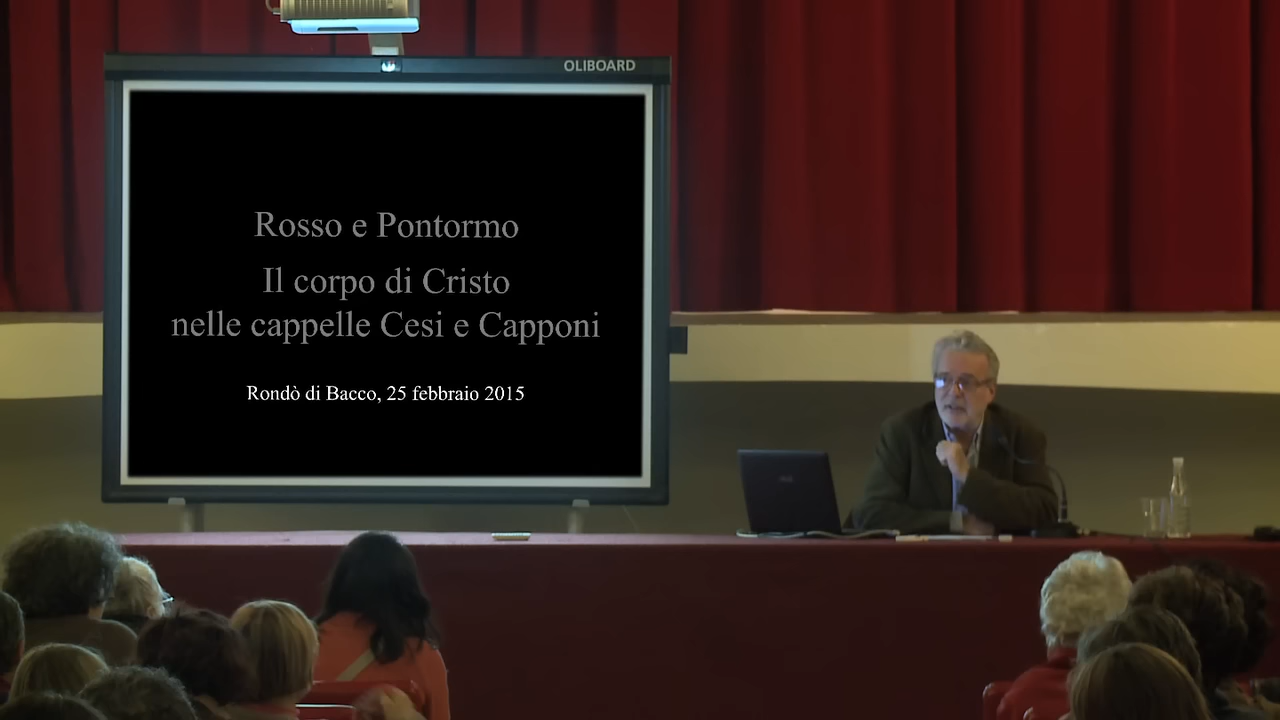 OLIBOARD
Rosso e Pontormo
Il corpo di Cristo
nelle cappelle Cesi e Capponi
Rondò di Bacco, 25 febbraio 2015